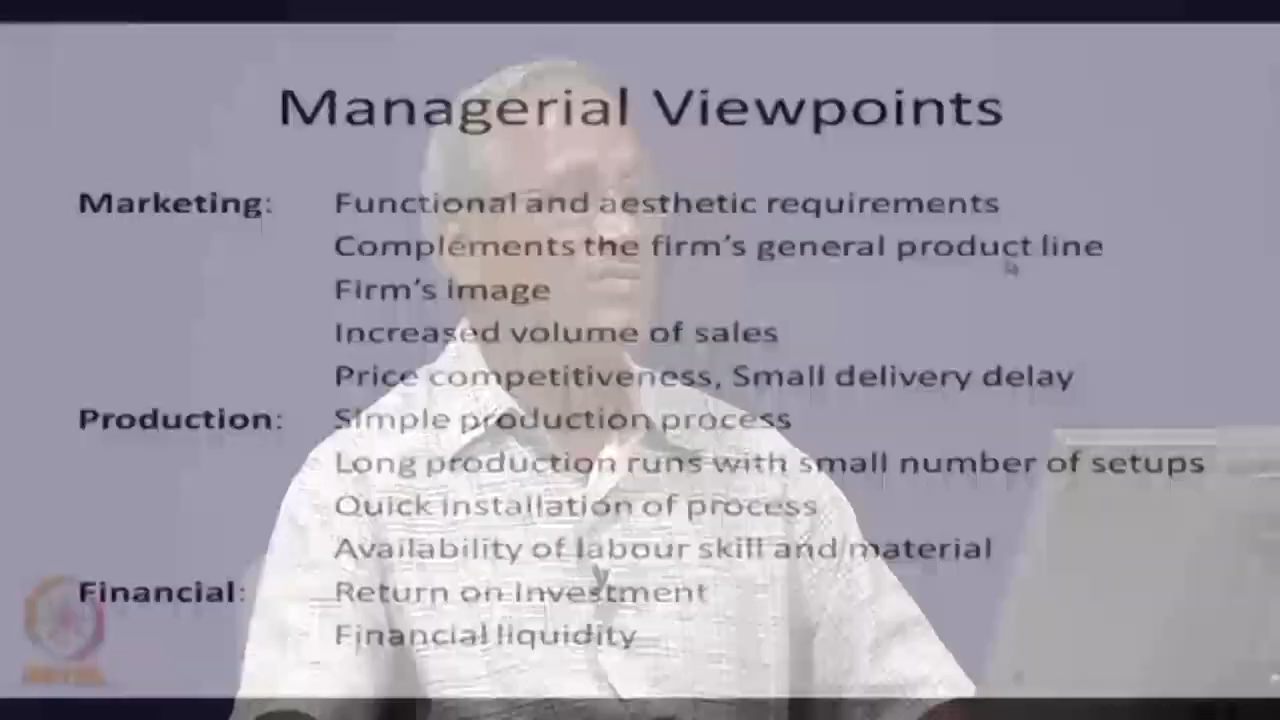 Managerial Viewpoints
Marketing: Functional and aesthetic requirements
Complements the firm's general product line
Firm's image
Increased volume of sales
Price competitiveness, Small delivery delay
Production: Simple production process
Long production runs with small number of setups
Quick installation of process
Availability of labour skill and material
Financial: Return on Investment
Financial liquidity